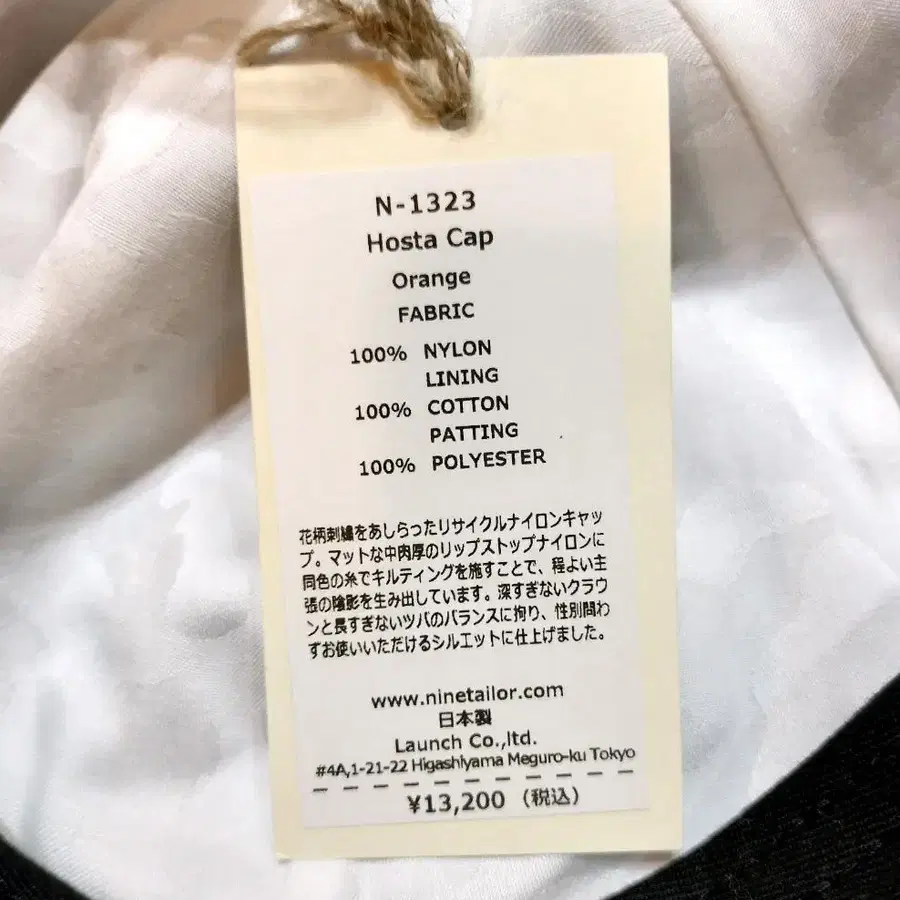 N-1323
Hosta Cap
Orange
FABRIC
100% NYLON
LINING
100% COTTON
PATTING
100% POLYESTER
花柄刺繍をあしらったリサイクルナイロンキャッ
プ。マットな中肉厚のリップストップナイロンに
同色の糸でキルティングを施すことで、程よい主
張の陰影を生み出しています。深すぎないクラウ
ンと長すぎないツバのバランスに拘り、性別問わ
ずお使いいただけるシルエットに仕上げました。
www.ninetailor.com
日本製
Launch Co.,ltd.
#4A,1-21-22 Higashiyama Meguro-ku Tokyo
¥13,200 (税込)